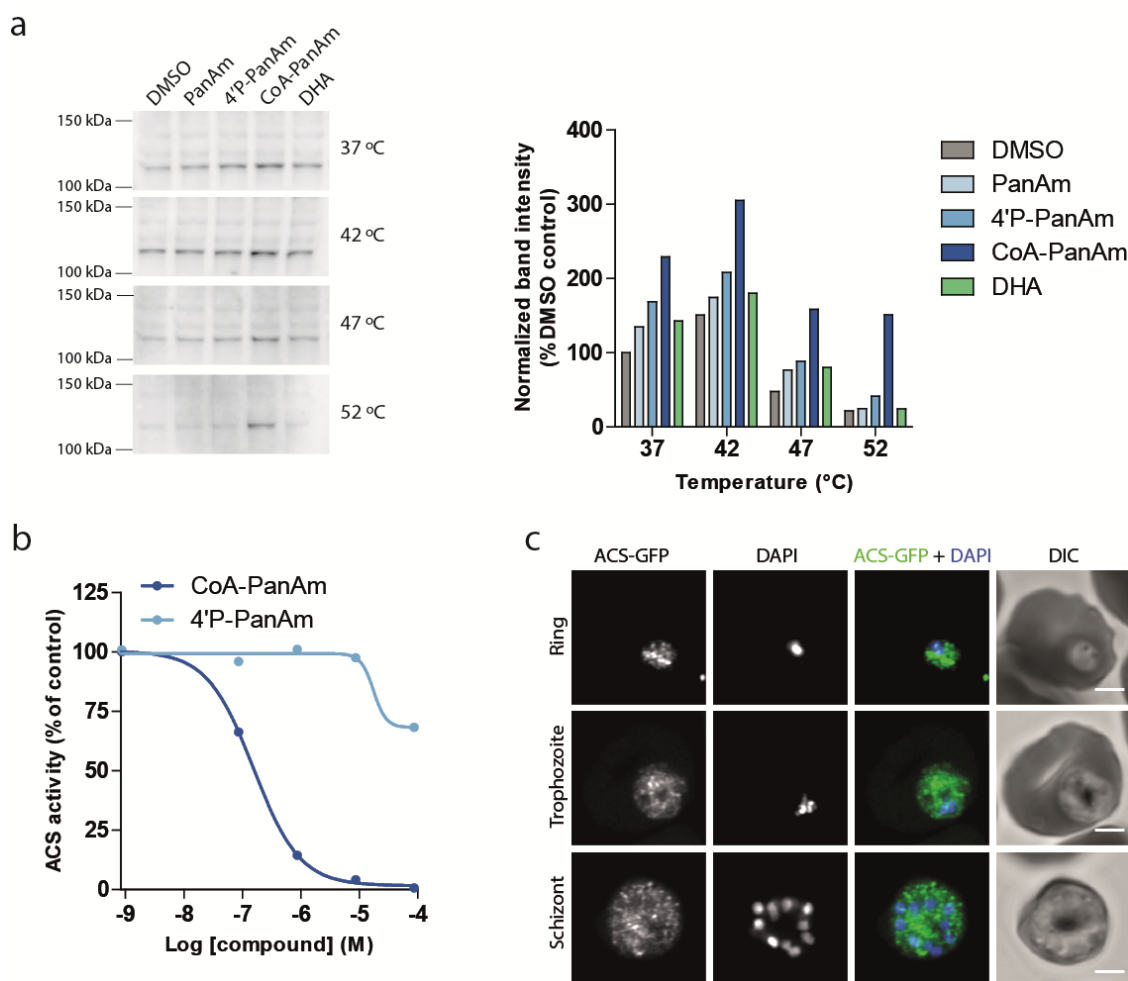 a
DMSO
PanAm
4'P-PanAm
CoA-PanAm
DHA
150 kDa
100 kDa
37 ºC
150 kDa
100 kDa
42 ºC
150 kDa
100 kDa
47 ºC
150 kDa
100 kDa
52 ºC
Normalized band intensity
(% DMSO control)
400
300
200
100
0
37 42 47 52
Temperature (°C)
DMSO
PanAm
4'P-PanAm
CoA-PanAm
DHA
b
CoA-PanAm
4'P-PanAm
ACS activity (% of control)
125
100
75
50
25
0
-9 -8 -7 -6 -5 -4
Log [compound] (M)
c
ACS-GFP DAPI ACS-GFP + DAPI DIC
Ring
Trophozoite
Schizont